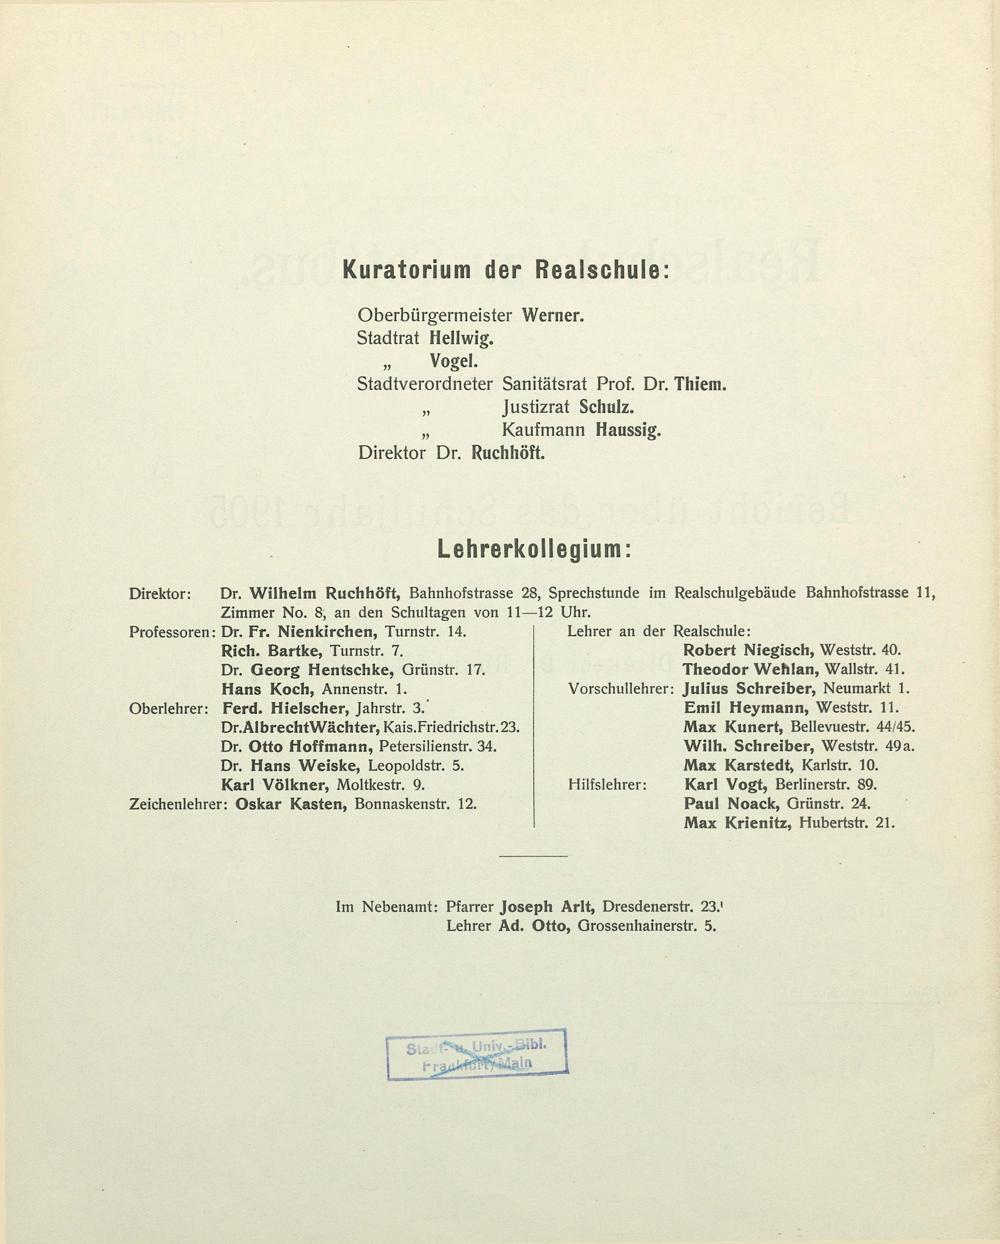 Kuratorium der Realschule:
Oberbürgermeister Werner.
Stadtrat Hellwig.
„ Vogel.
Stadtverordneter Sanitätsrat Prof. Dr. Thiem.
„ Justizrat Schulz.
„ Kaufmann Haussig.
Direktor Dr. Ruchhöft.
Lehrerkollegium:
Direktor: Dr. Wilhelm Ruchhöft, Bahnhofstrasse 28, Sprechstunde im Realschulgebäude Bahnhofstrasse 11,
Zimmer No. 8, an den Schultagen von 11—12 Uhr.
Professoren: Dr. Fr. Nienkirchen, Turnstr. 14.
Rich. Bartke, Turnstr. 7.
Dr. Georg Hentschke, Grünstr. 17.
Hans Koch, Annenstr. 1.
Oberlehrer: Ferd. Hielscher, Jahrstr. 3.
Dr. Albrecht Wächter, Kais. Friedrichstr. 23.
Dr. Otto Hoffmann, Petersilienstr. 34.
Dr. Hans Weiske, Leopoldstr. 5.
Karl Völkner, Moltkestr. 9.
Zeichenlehrer: Oskar Kasten, Bonnaskenstr. 12.
Lehrer an der Realschule:
Robert Niegisch, Weststr. 40.
Theodor Wehlan, Wallstr. 41.
Vorschullehrer: Julius Schreiber, Neumarkt 1.
Emil Heymann, Weststr. 11.
Max Kunert, Bellevuestr. 44/45.
Wilh. Schreiber, Weststr. 49a.
Max Karstedt, Karlstr. 10.
Hilfslehrer: Karl Vogt, Berlinerstr. 89.
Paul Noack, Grünstr. 24.
Max Krienitz, Hubertstr. 21.
Im Nebenamt: Pfarrer Joseph Arlt, Dresdenerstr. 23.
Lehrer Ad. Otto, Grossenhainerstr. 5.
Stadt- u. Univ.-Bibl.
Frankfurt/Main